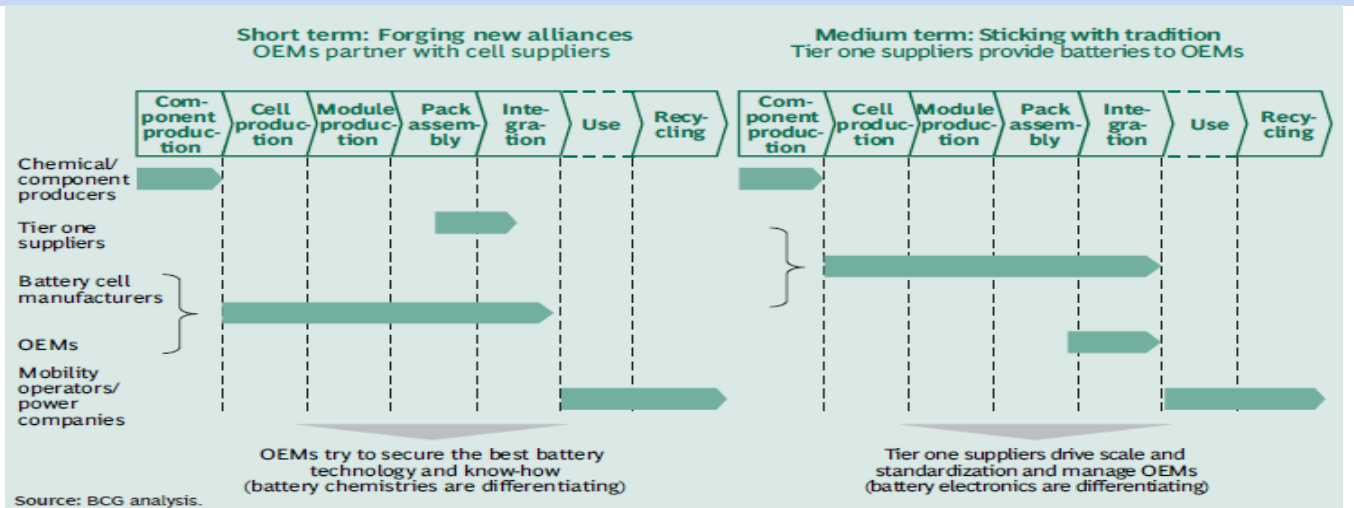 Short term: Forging new alliances
OEMs partner with cell suppliers
Com-
ponent
produc-
tion
Cell
produc-
tion
Module
produc-
tion
Pack
assem-
bly
Inte-
gra-
tion
Use
Recy-
cling
Medium term: Sticking with tradition
Tier one suppliers provide batteries to OEMs
Com-
ponent
produc-
tion
Cell
produc-
tion
Module
produc-
tion
Pack
assem-
bly
Inte-
gra-
tion
Use
Recy-
cling
Chemical/
component
producers
Tier one
suppliers
Battery cell
manufacturers
OEMs
Mobility
operators/
power
companies
OEMs try to secure the best battery
technology and know-how
(battery chemistries are differentiating)
Tier one suppliers drive scale and
standardization and manage OEMs
(battery electronics are differentiating)
Source: BCG analysis.